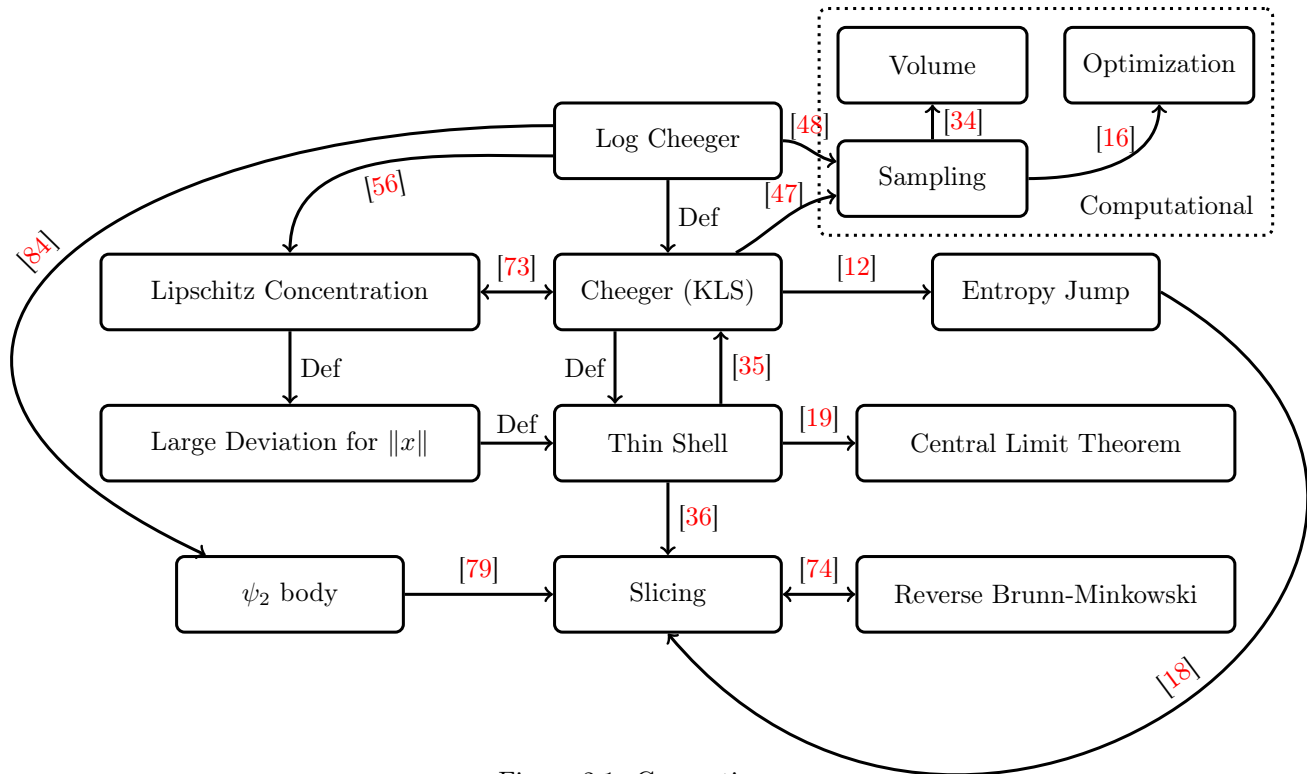 Volume
Optimization
Log Cheeger
[48]
[34]
[16]
Sampling
[56]
[47]
Def
Computational
[84]
Lipschitz Concentration
[73]
Cheeger (KLS)
[12]
Entropy Jump
Def
Def
[35]
Large Deviation for ‖x‖
Def
Thin Shell
[19]
Central Limit Theorem
[36]
ψ₂ body
[79]
Slicing
[74]
Reverse Brunn-Minkowski
[18]